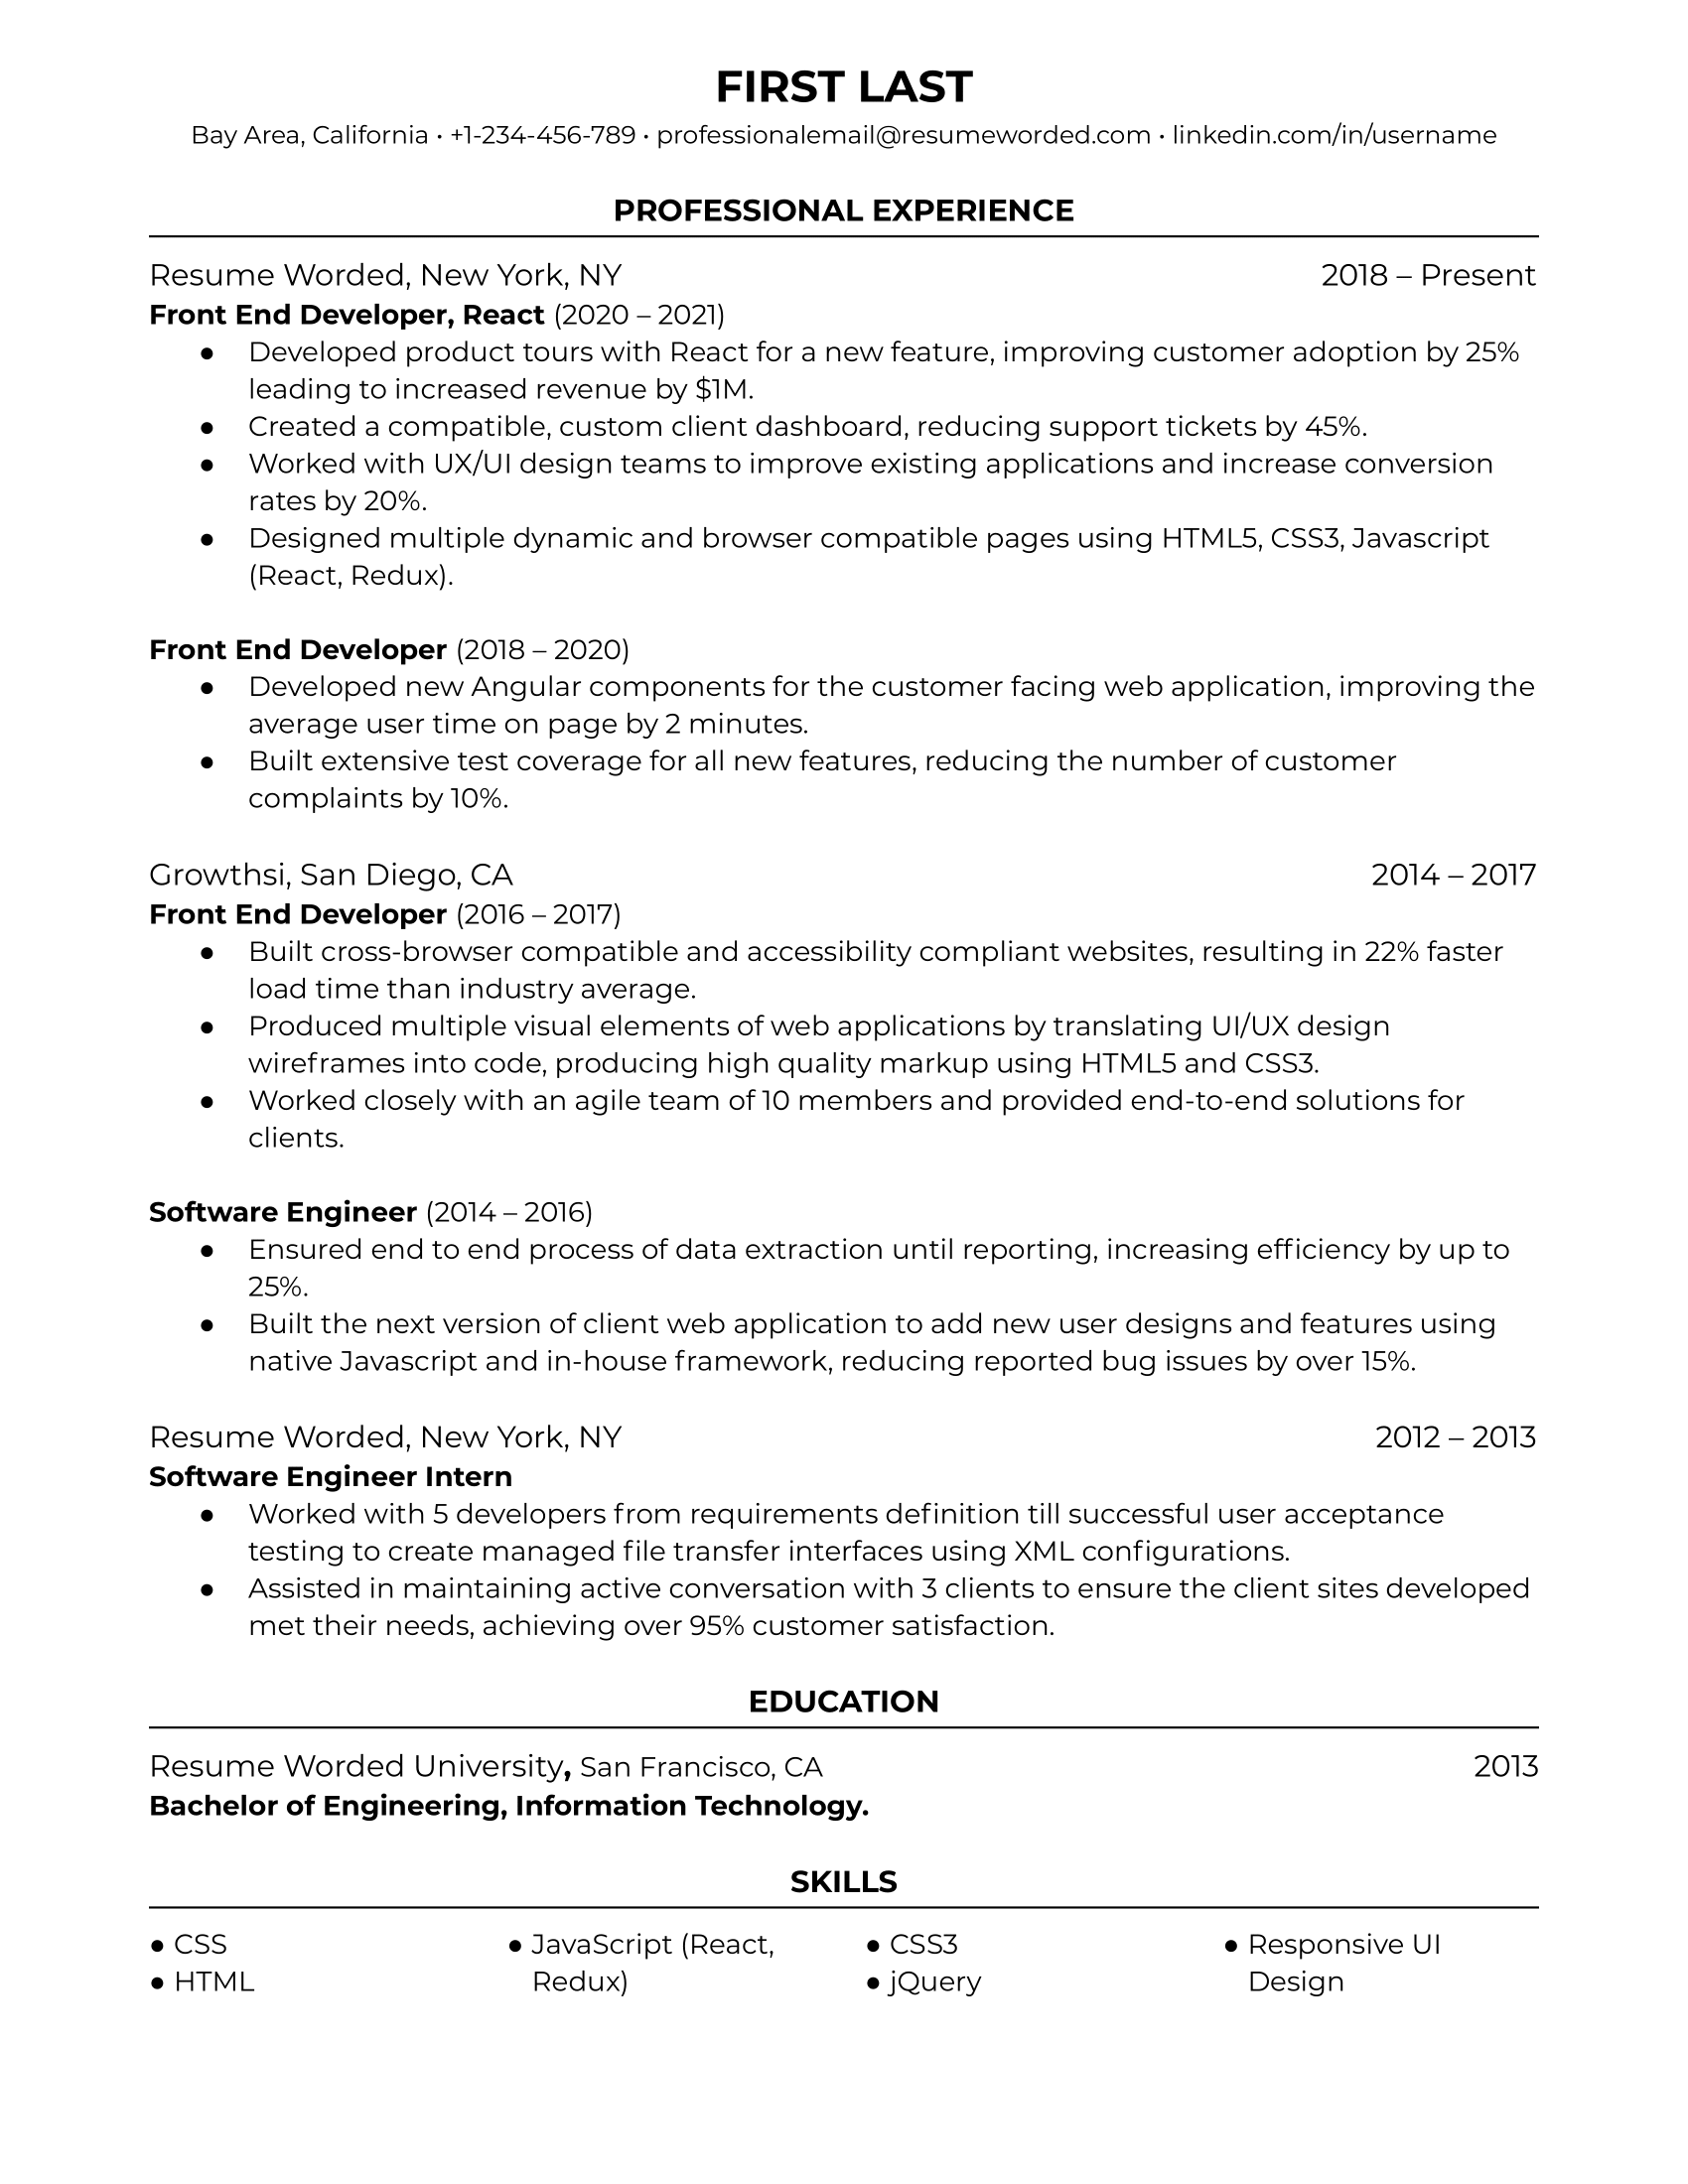 FIRST LAST
Bay Area, California • +1-234-456-789 • professionalemail@resumeworded.com • linkedin.com/in/username
PROFESSIONAL EXPERIENCE
Resume Worded, New York, NY 2018 – Present
Front End Developer, React (2020 – 2021)
● Developed product tours with React for a new feature, improving customer adoption by 25%
leading to increased revenue by $1M.
● Created a compatible, custom client dashboard, reducing support tickets by 45%.
● Worked with UX/UI design teams to improve existing applications and increase conversion
rates by 20%.
● Designed multiple dynamic and browser compatible pages using HTML5, CSS3, Javascript
(React, Redux).
Front End Developer (2018 – 2020)
● Developed new Angular components for the customer facing web application, improving the
average user time on page by 2 minutes.
● Built extensive test coverage for all new features, reducing the number of customer
complaints by 10%.
Growthsi, San Diego, CA 2014 – 2017
Front End Developer (2016 – 2017)
● Built cross-browser compatible and accessibility compliant websites, resulting in 22% faster
load time than industry average.
● Produced multiple visual elements of web applications by translating UI/UX design
wireframes into code, producing high quality markup using HTML5 and CSS3.
● Worked closely with an agile team of 10 members and provided end-to-end solutions for
clients.
Software Engineer (2014 – 2016)
● Ensured end to end process of data extraction until reporting, increasing efficiency by up to
25%.
● Built the next version of client web application to add new user designs and features using
native Javascript and in-house framework, reducing reported bug issues by over 15%.
Resume Worded, New York, NY 2012 – 2013
Software Engineer Intern
● Worked with 5 developers from requirements definition till successful user acceptance
testing to create managed file transfer interfaces using XML configurations.
● Assisted in maintaining active conversation with 3 clients to ensure the client sites developed
met their needs, achieving over 95% customer satisfaction.
EDUCATION
Resume Worded University, San Francisco, CA 2013
Bachelor of Engineering, Information Technology.
SKILLS
● CSS
● HTML
● JavaScript (React,
Redux)
● CSS3
● jQuery
● Responsive UI
Design